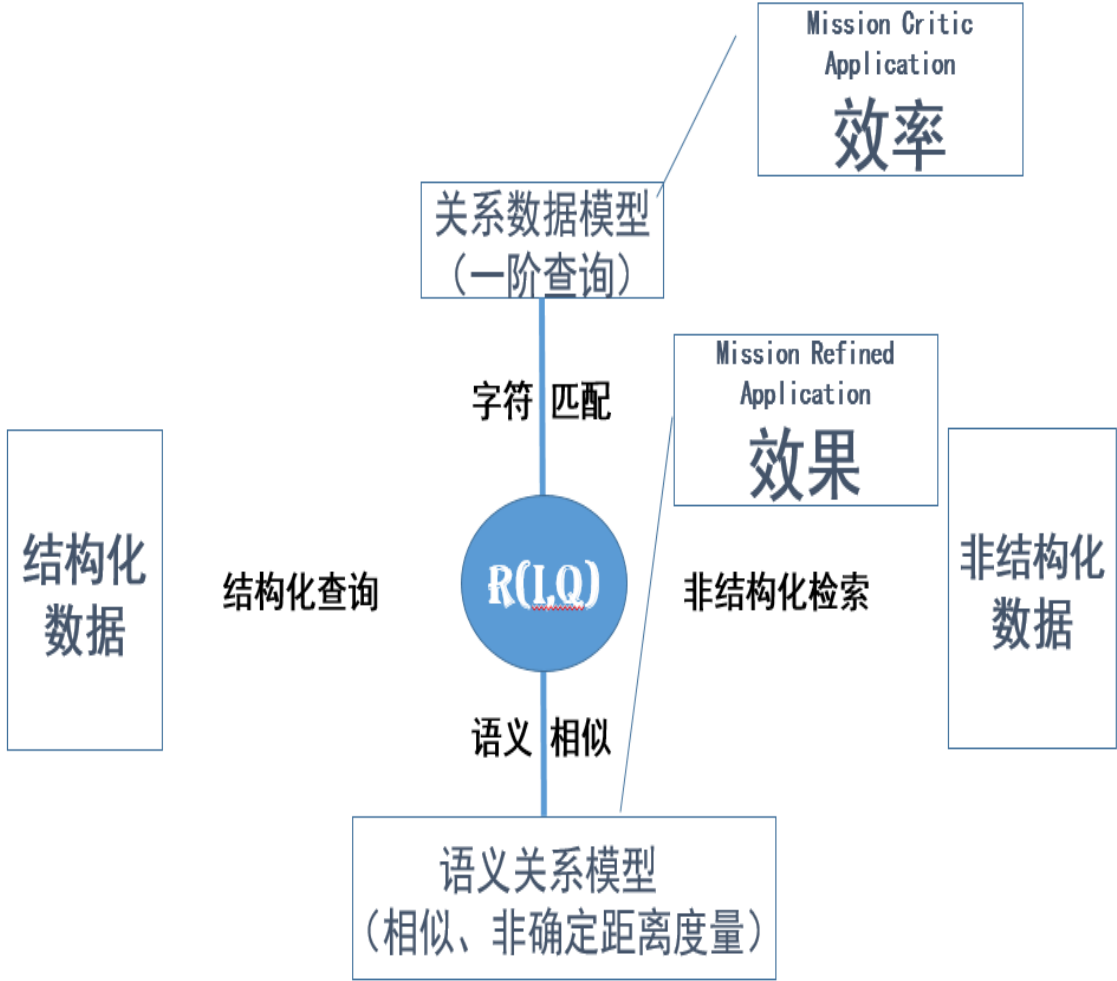 Mission Critic
Application
效率
关系数据模型
（一阶查询）
字符 匹配
Mission Refined
Application
效果
结构化
数据
结构化查询
R(I,Q)
非结构化检索
非结构化
数据
语义 相似
语义关系模型
（相似、非确定距离度量）